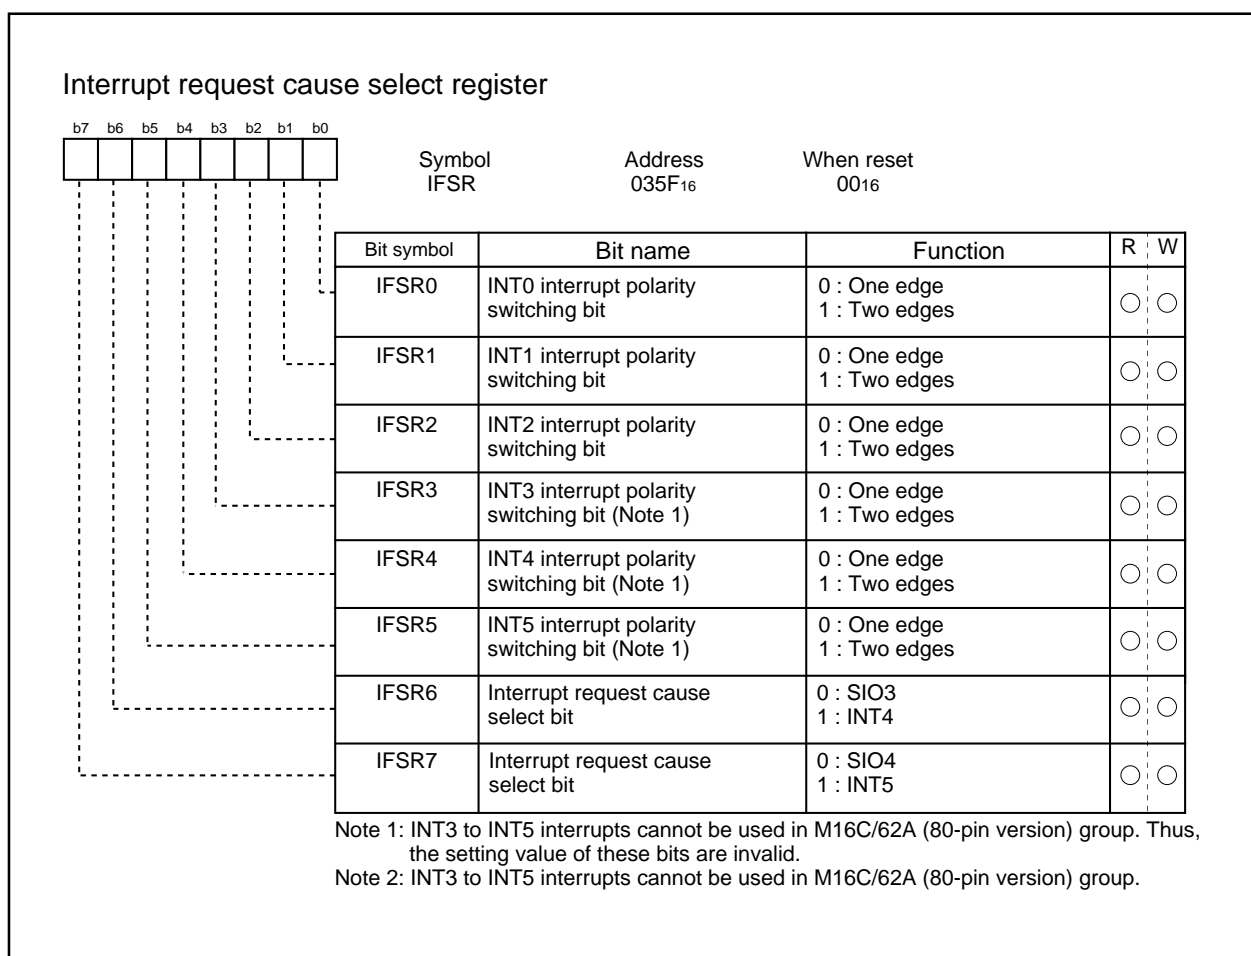 Interrupt request cause select register
b7 b6 b5 b4 b3 b2 b1 b0
Symbol Address When reset
IFSR 035F16 0016
Bit symbol Bit name Function R W
IFSR0 INT0 interrupt polarity 0 : One edge
switching bit 1 : Two edges
IFSR1 INT1 interrupt polarity 0 : One edge
switching bit 1 : Two edges
IFSR2 INT2 interrupt polarity 0 : One edge
switching bit 1 : Two edges
IFSR3 INT3 interrupt polarity 0 : One edge
switching bit (Note 1) 1 : Two edges
IFSR4 INT4 interrupt polarity 0 : One edge
switching bit (Note 1) 1 : Two edges
IFSR5 INT5 interrupt polarity 0 : One edge
switching bit (Note 1) 1 : Two edges
IFSR6 Interrupt request cause 0 : SIO3
select bit 1 : INT4
IFSR7 Interrupt request cause 0 : SIO4
select bit 1 : INT5
Note 1: INT3 to INT5 interrupts cannot be used in M16C/62A (80-pin version) group. Thus,
the setting value of these bits are invalid.
Note 2: INT3 to INT5 interrupts cannot be used in M16C/62A (80-pin version) group.